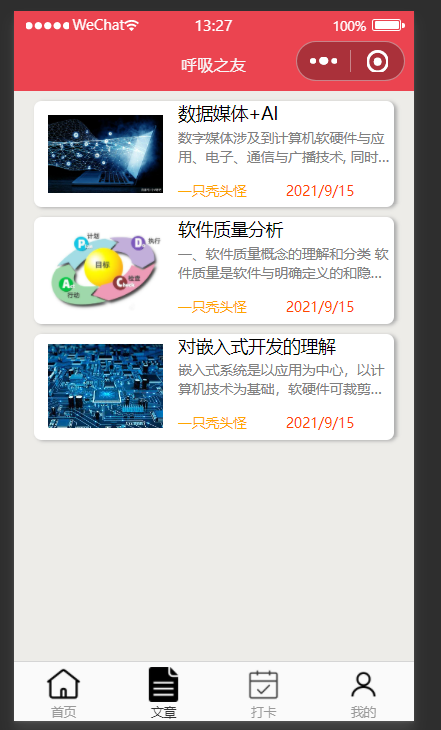 WeChat 13:27 100%
呼吸之友
数据媒体+AI
数字媒体涉及到计算机软硬件与应
用、电子、通信与广播技术, 同时...
一只秃头怪 2021/9/15
软件质量分析
一、软件质量概念的理解和分类 软
件质量是软件与明确定义的和隐...
一只秃头怪 2021/9/15
计划
P
D
执行
目标
A
行动
C
检查
对嵌入式开发的理解
嵌入式系统是以应用为中心，以计
算机技术为基础，软硬件可裁剪...
一只秃头怪 2021/9/15
首页 文章 打卡 我的